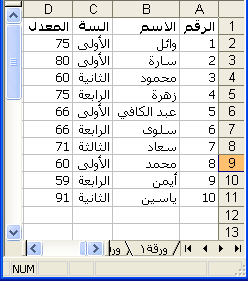 A B C D
1 الرقم الاسم السة المعدل
2 1 وائل الأولى 75
3 2 سارة الأولى 80
4 3 محمود الثانية 60
5 4 زهرة الرابعة 75
6 5 عبد الكافي الأولى 66
7 6 سلوى الرابعة 66
8 7 سعاد الثالثة 71
9 8 محمد الأولى 60
10 9 أيمن الرابعة 59
11 10 ياسين الثانية 91
12
13
ورقة١ / ور
NUM